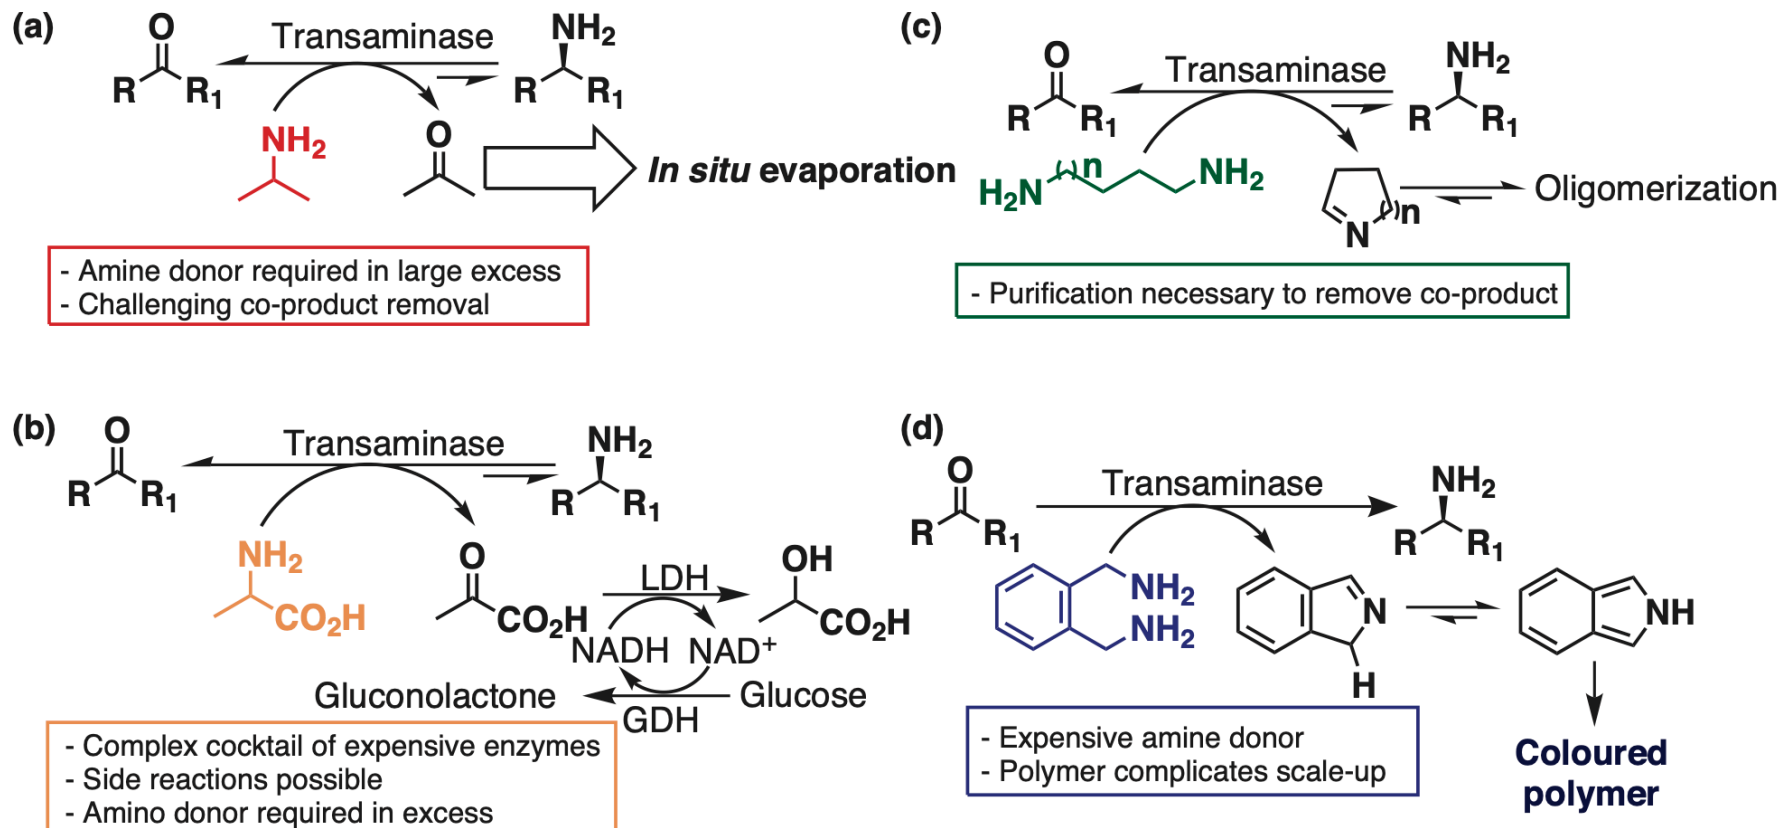 (a)
O
R R₁
Transaminase
NH₂
R R₁
NH₂
O
In situ evaporation
- Amine donor required in large excess
- Challenging co-product removal
(b)
O
R R₁
Transaminase
NH₂
R R₁
NH₂
CO₂H
O
CO₂H
LDH
OH
CO₂H
NADH NAD⁺
Gluconolactone
GDH
Glucose
- Complex cocktail of expensive enzymes
- Side reactions possible
- Amino donor required in excess
(c)
O
R R₁
Transaminase
NH₂
R R₁
H₂N ( )n NH₂
N ( )n
Oligomerization
- Purification necessary to remove co-product
(d)
O
R R₁
Transaminase
NH₂
R R₁
NH₂
NH₂
N
H
NH
Coloured
polymer
- Expensive amine donor
- Polymer complicates scale-up